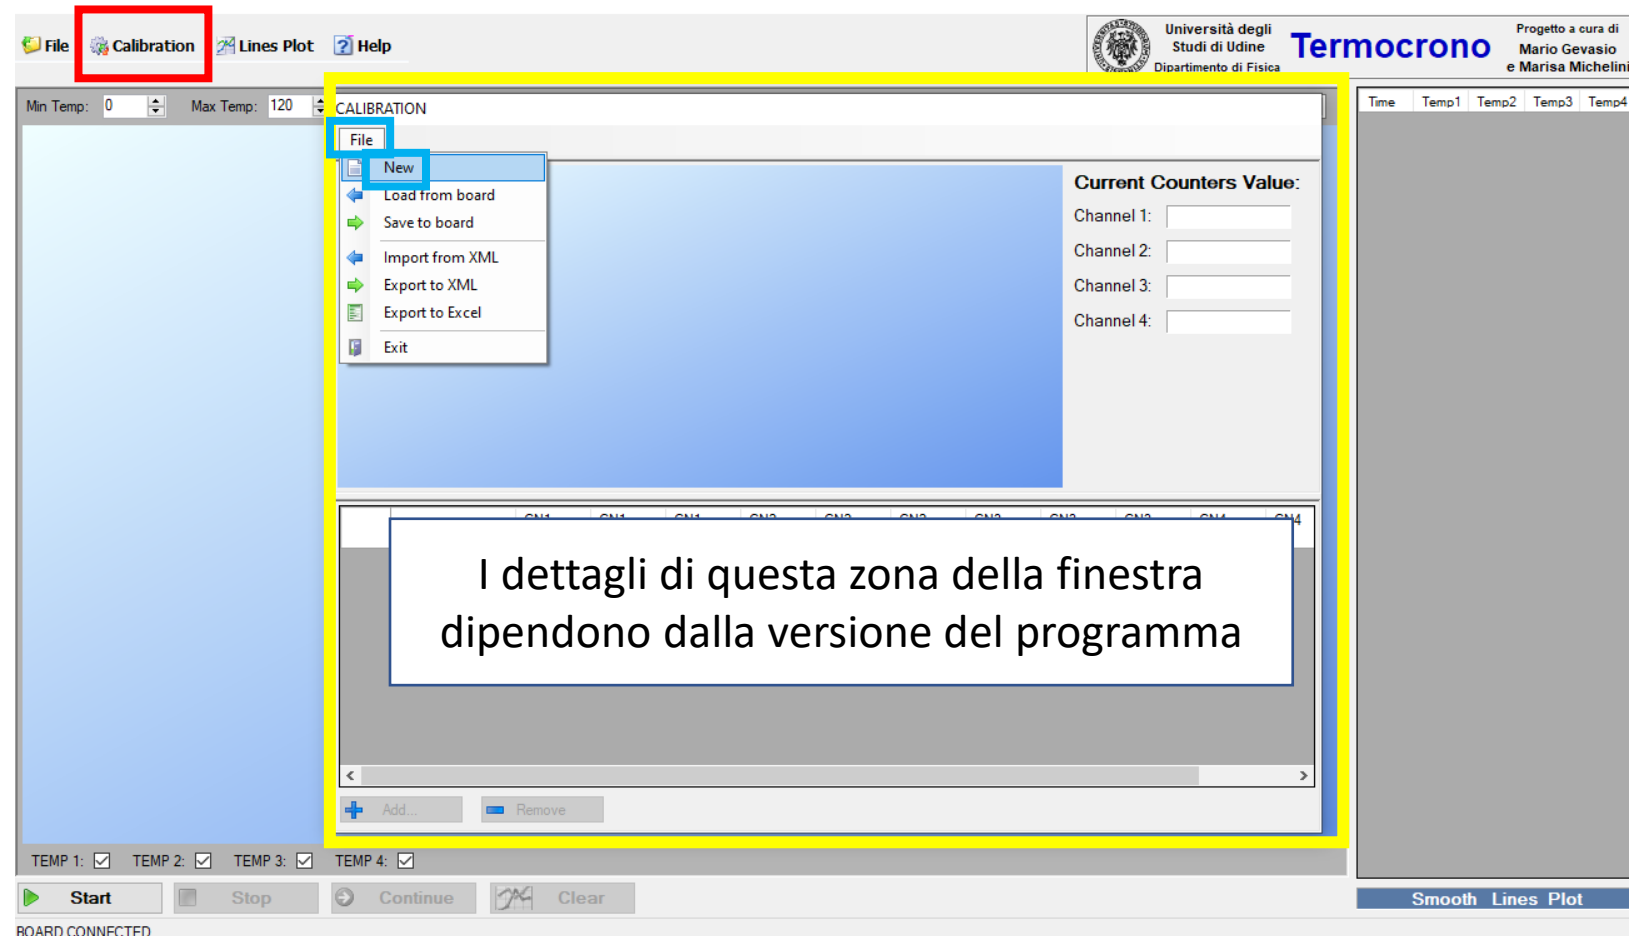 File Calibration Lines Plot Help
Università degli
Studi di Udine
Dipartimento di Fisica
Termocrono
Progetto a cura di
Mario Gevasio
e Marisa Michelini
Min Temp: 0 Max Temp: 120
CALIBRATION
File
New
Load from board
Save to board
Import from XML
Export to XML
Export to Excel
Exit
Current Counters Value:
Channel 1:
Channel 2:
Channel 3:
Channel 4:
Time Temp1 Temp2 Temp3 Temp4
I dettagli di questa zona della finestra
dipendono dalla versione del programma
Add... Remove
TEMP 1: TEMP 2: TEMP 3: TEMP 4:
Start Stop Continue Clear
Smooth Lines Plot
BOARD CONNECTED